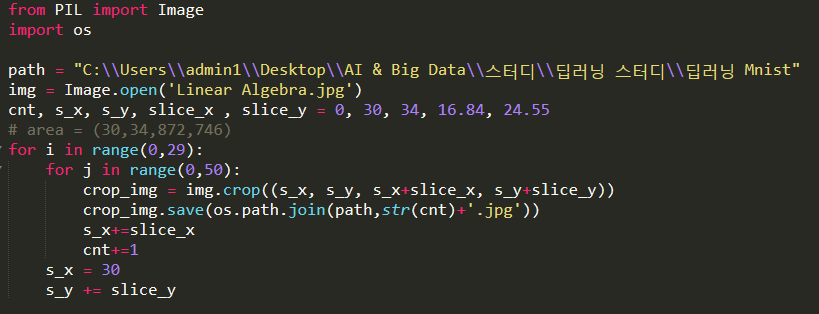 from PIL import Image
import os
path = "C:\\Users\\admin1\\Desktop\\AI & Big Data\\스터디\\딥러닝 스터디\\딥러닝 Mnist"
img = Image.open('Linear Algebra.jpg')
cnt, s_x, s_y, slice_x , slice_y = 0, 30, 34, 16.84, 24.55
# area = (30,34,872,746)
for i in range(0,29):
    for j in range(0,50):
        crop_img = img.crop((s_x, s_y, s_x+slice_x, s_y+slice_y))
        crop_img.save(os.path.join(path,str(cnt)+'.jpg'))
        s_x+=slice_x
        cnt+=1
    s_x = 30
    s_y += slice_y